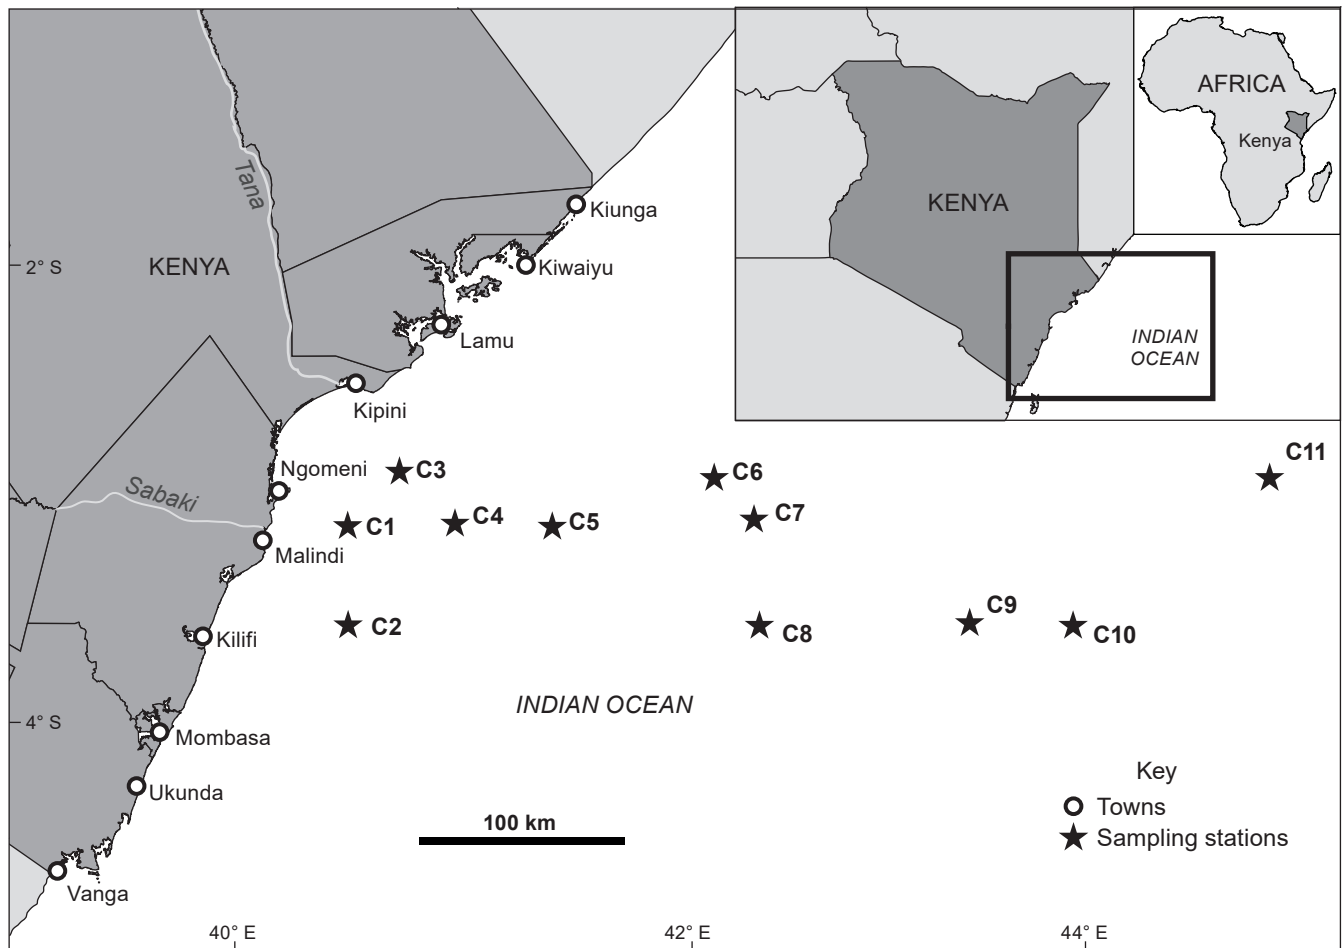 AFRICA
Kenya
KENYA
INDIAN
OCEAN
Tana
KENYA
2° S
Kiunga
Kiwaiyu
Lamu
Kipini
Ngomeni
Sabaki
Malindi
Kilifi
4° S
Mombasa
Ukunda
Vanga
C3
C6
C11
C1
C4
C5
C7
C2
C8
C9
C10
INDIAN OCEAN
100 km
Key
Towns
Sampling stations
40° E
42° E
44° E